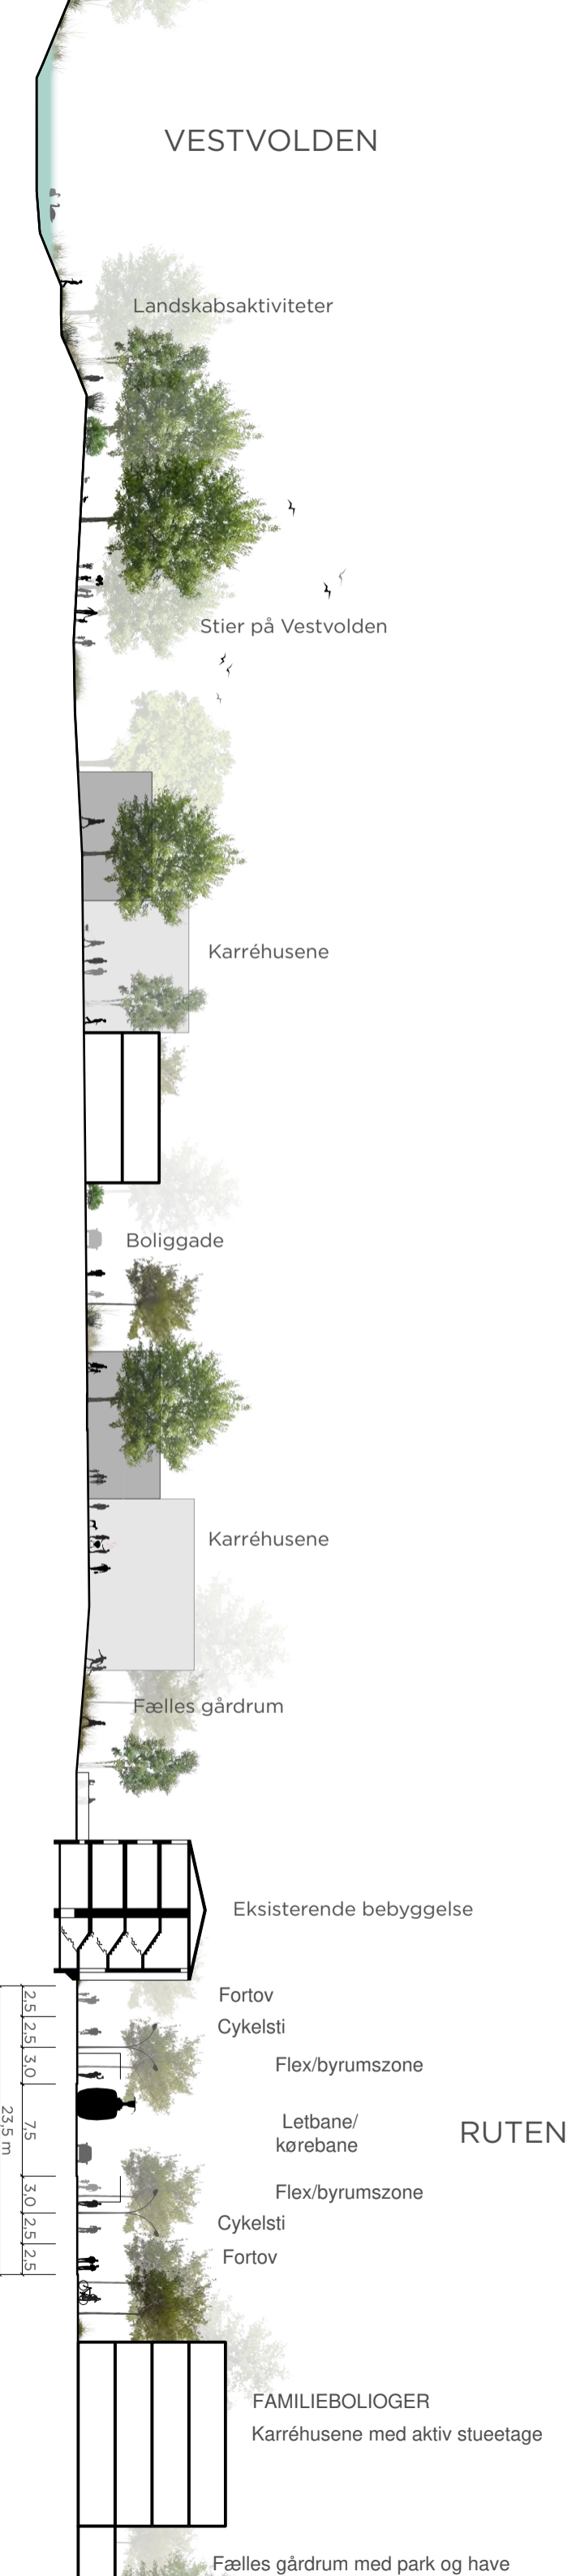 VESTVOLDEN
Landskabsaktiviteter
Stier på Vestvolden
Karréhusene
Boliggade
Karréhusene
Fælles gårdrum
Eksisterende bebyggelse
2,5
Fortov
2,5
Cykelsti
3,0
Flex/byrumszone
7,5
23,5 m
Letbane/
kørebane
RUTEN
3,0
Flex/byrumszone
2,5
Cykelsti
2,5
Fortov
FAMILIEBOLIOGER
Karréhusene med aktiv stueetage
Fælles gårdrum med park og have